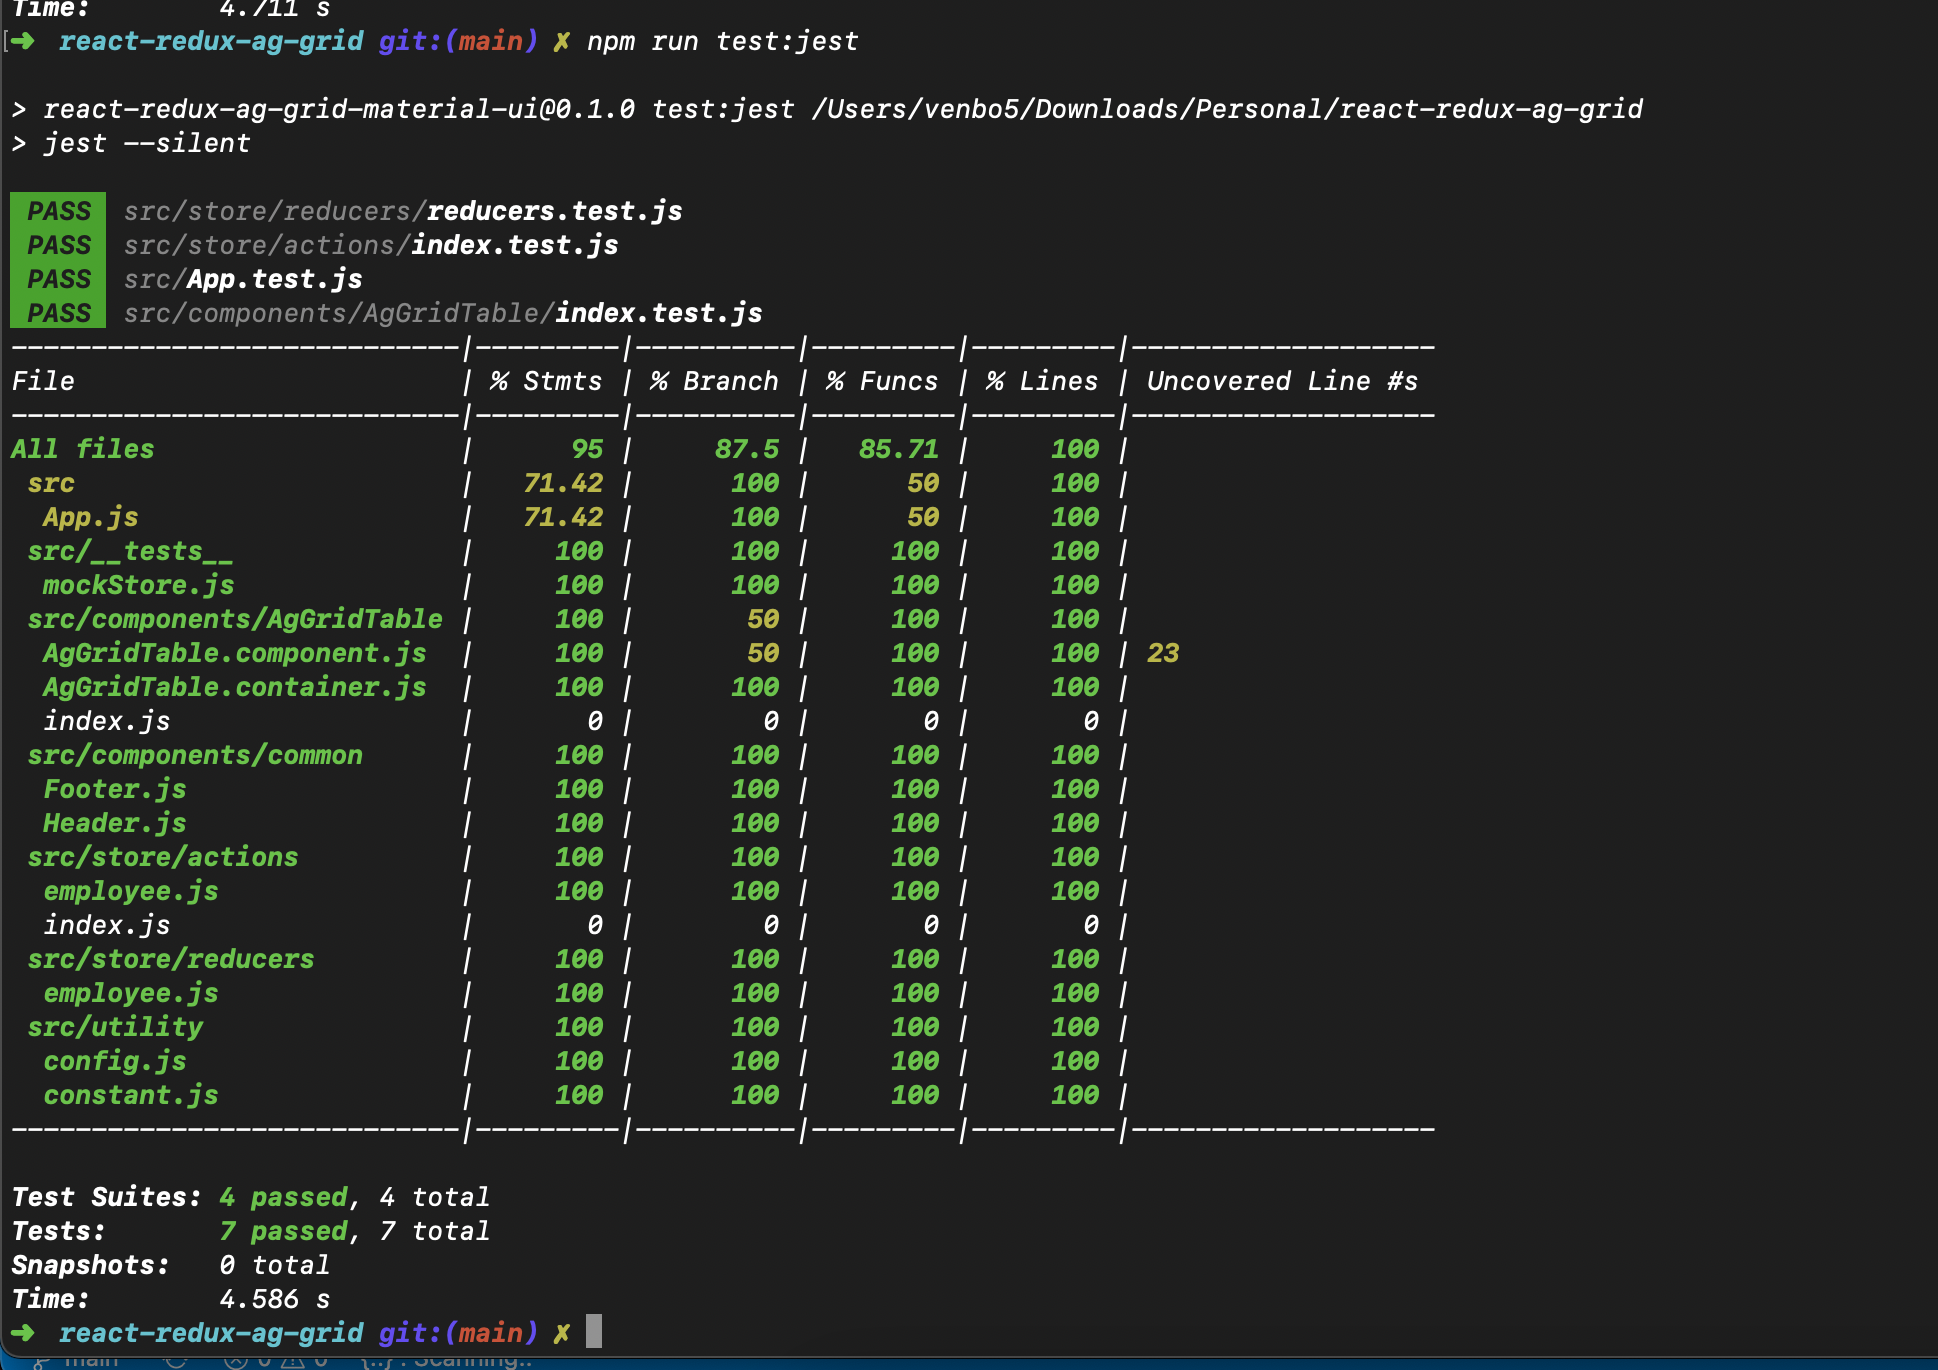 Time:        4.711 s
➜  react-redux-ag-grid git:(main) ✗ npm run test:jest
> react-redux-ag-grid-material-ui@0.1.0 test:jest /Users/venbo5/Downloads/Personal/react-redux-ag-grid
> jest --silent
PASS  src/store/reducers/reducers.test.js
PASS  src/store/actions/index.test.js
PASS  src/App.test.js
PASS  src/components/AgGridTable/index.test.js
----------------------------|---------|----------|---------|---------|-------------------
File                        | % Stmts | % Branch | % Funcs | % Lines | Uncovered Line #s
----------------------------|---------|----------|---------|---------|-------------------
All files                   |      95 |     87.5 |   85.71 |     100 |
 src                        |   71.42 |      100 |      50 |     100 |
  App.js                    |   71.42 |      100 |      50 |     100 |
 src/__tests__              |     100 |      100 |     100 |     100 |
  mockStore.js              |     100 |      100 |     100 |     100 |
 src/components/AgGridTable |     100 |       50 |     100 |     100 |
  AgGridTable.component.js  |     100 |       50 |     100 |     100 | 23
  AgGridTable.container.js  |     100 |      100 |     100 |     100 |
  index.js                  |       0 |        0 |       0 |       0 |
 src/components/common      |     100 |      100 |     100 |     100 |
  Footer.js                 |     100 |      100 |     100 |     100 |
  Header.js                 |     100 |      100 |     100 |     100 |
 src/store/actions          |     100 |      100 |     100 |     100 |
  employee.js               |     100 |      100 |     100 |     100 |
  index.js                  |       0 |        0 |       0 |       0 |
 src/store/reducers         |     100 |      100 |     100 |     100 |
  employee.js               |     100 |      100 |     100 |     100 |
 src/utility                |     100 |      100 |     100 |     100 |
  config.js                 |     100 |      100 |     100 |     100 |
  constant.js               |     100 |      100 |     100 |     100 |
----------------------------|---------|----------|---------|---------|-------------------
Test Suites: 4 passed, 4 total
Tests:       7 passed, 7 total
Snapshots:   0 total
Time:        4.586 s
➜  react-redux-ag-grid git:(main) ✗
main 0 0 {..} : Scanning..